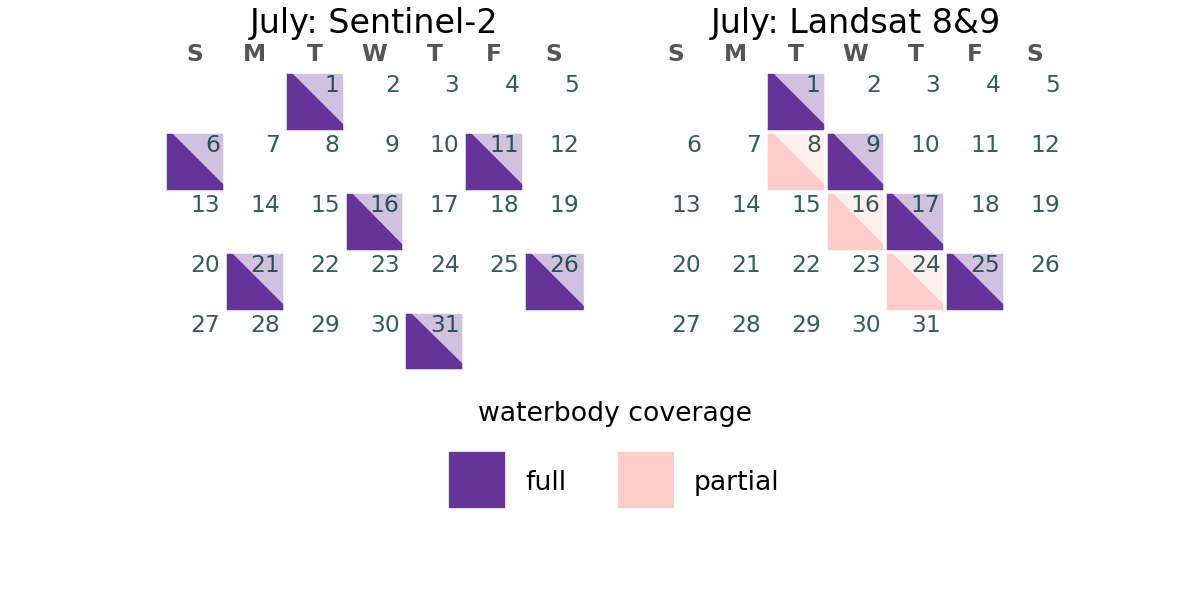 July: Sentinel-2
S M T W T F S
1 2 3 4 5
6 7 8 9 10 11 12
13 14 15 16 17 18 19
20 21 22 23 24 25 26
27 28 29 30 31
July: Landsat 8&9
S M T W T F S
1 2 3 4 5
6 7 8 9 10 11 12
13 14 15 16 17 18 19
20 21 22 23 24 25 26
27 28 29 30 31
waterbody coverage
full partial